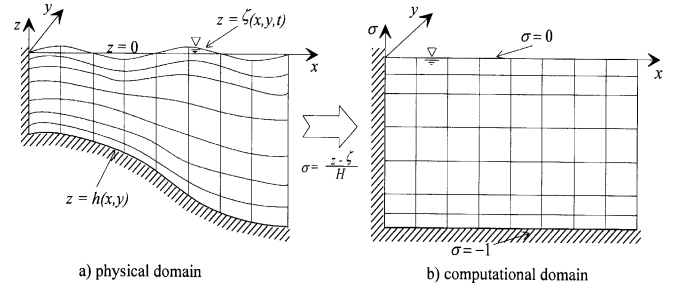 z
y
z = ζ(x,y,t)
z = 0
x
z = h(x,y)
σ = (z - ζ) / H
a) physical domain
σ
y
σ = 0
x
σ = -1
b) computational domain